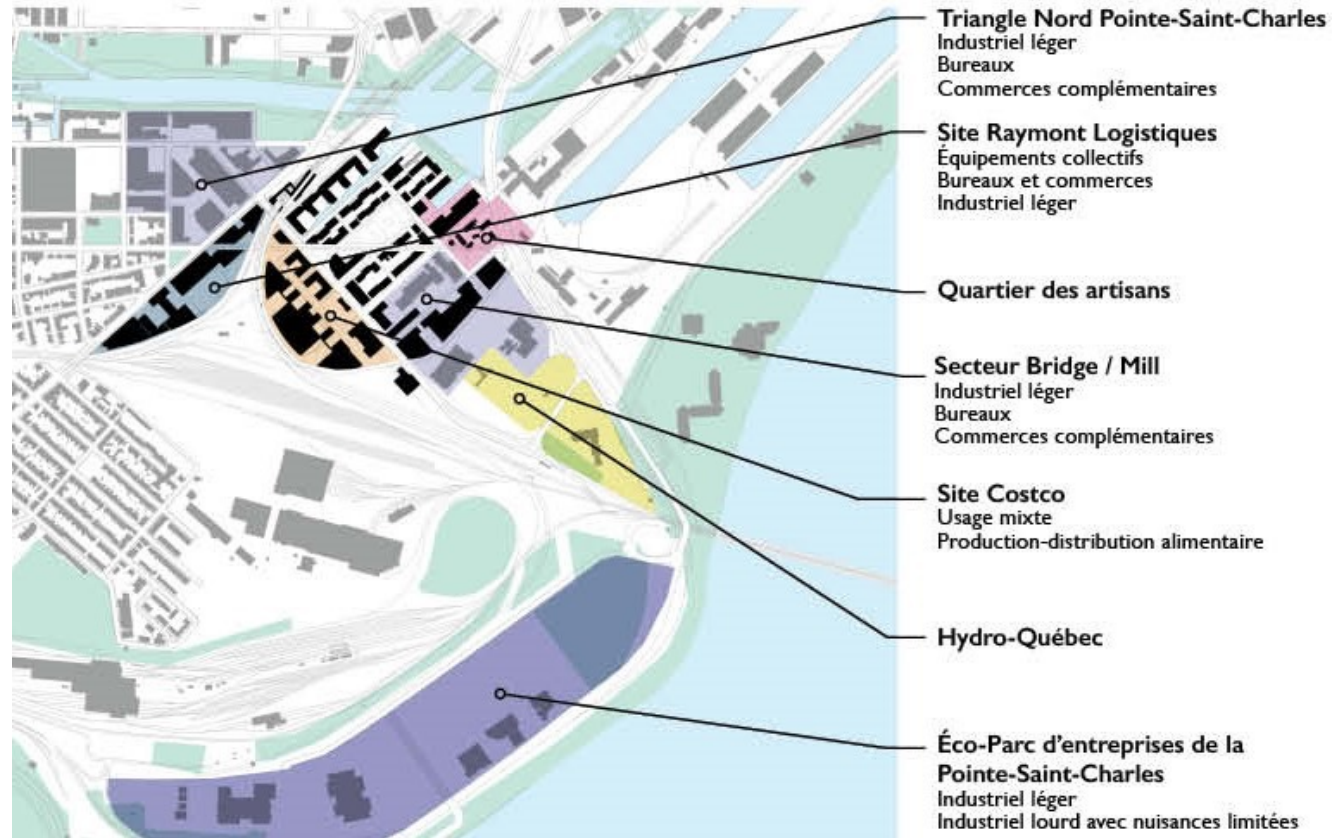 Triangle Nord Pointe-Saint-Charles
Industriel léger
Bureaux
Commerces complémentaires
Site Raymont Logistiques
Équipements collectifs
Bureaux et commerces
Industriel léger
Quartier des artisans
Secteur Bridge / Mill
Industriel léger
Bureaux
Commerces complémentaires
Site Costco
Usage mixte
Production-distribution alimentaire
Hydro-Québec
Éco-Parc d'entreprises de la
Pointe-Saint-Charles
Industriel léger
Industriel lourd avec nuisances limitées